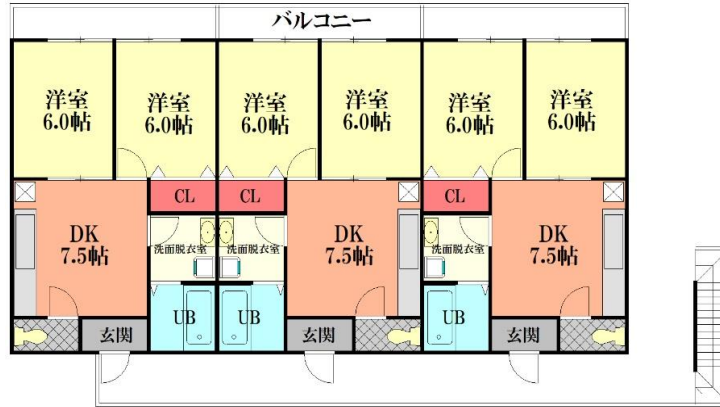 バルコニー
洋室
6.0帖
洋室
6.0帖
洋室
6.0帖
洋室
6.0帖
洋室
6.0帖
洋室
6.0帖
CL
CL
CL
DK
7.5帖
洗面脱衣室
洗面脱衣室
DK
7.5帖
洗面脱衣室
DK
7.5帖
玄関
UB
UB
玄関
UB
玄関